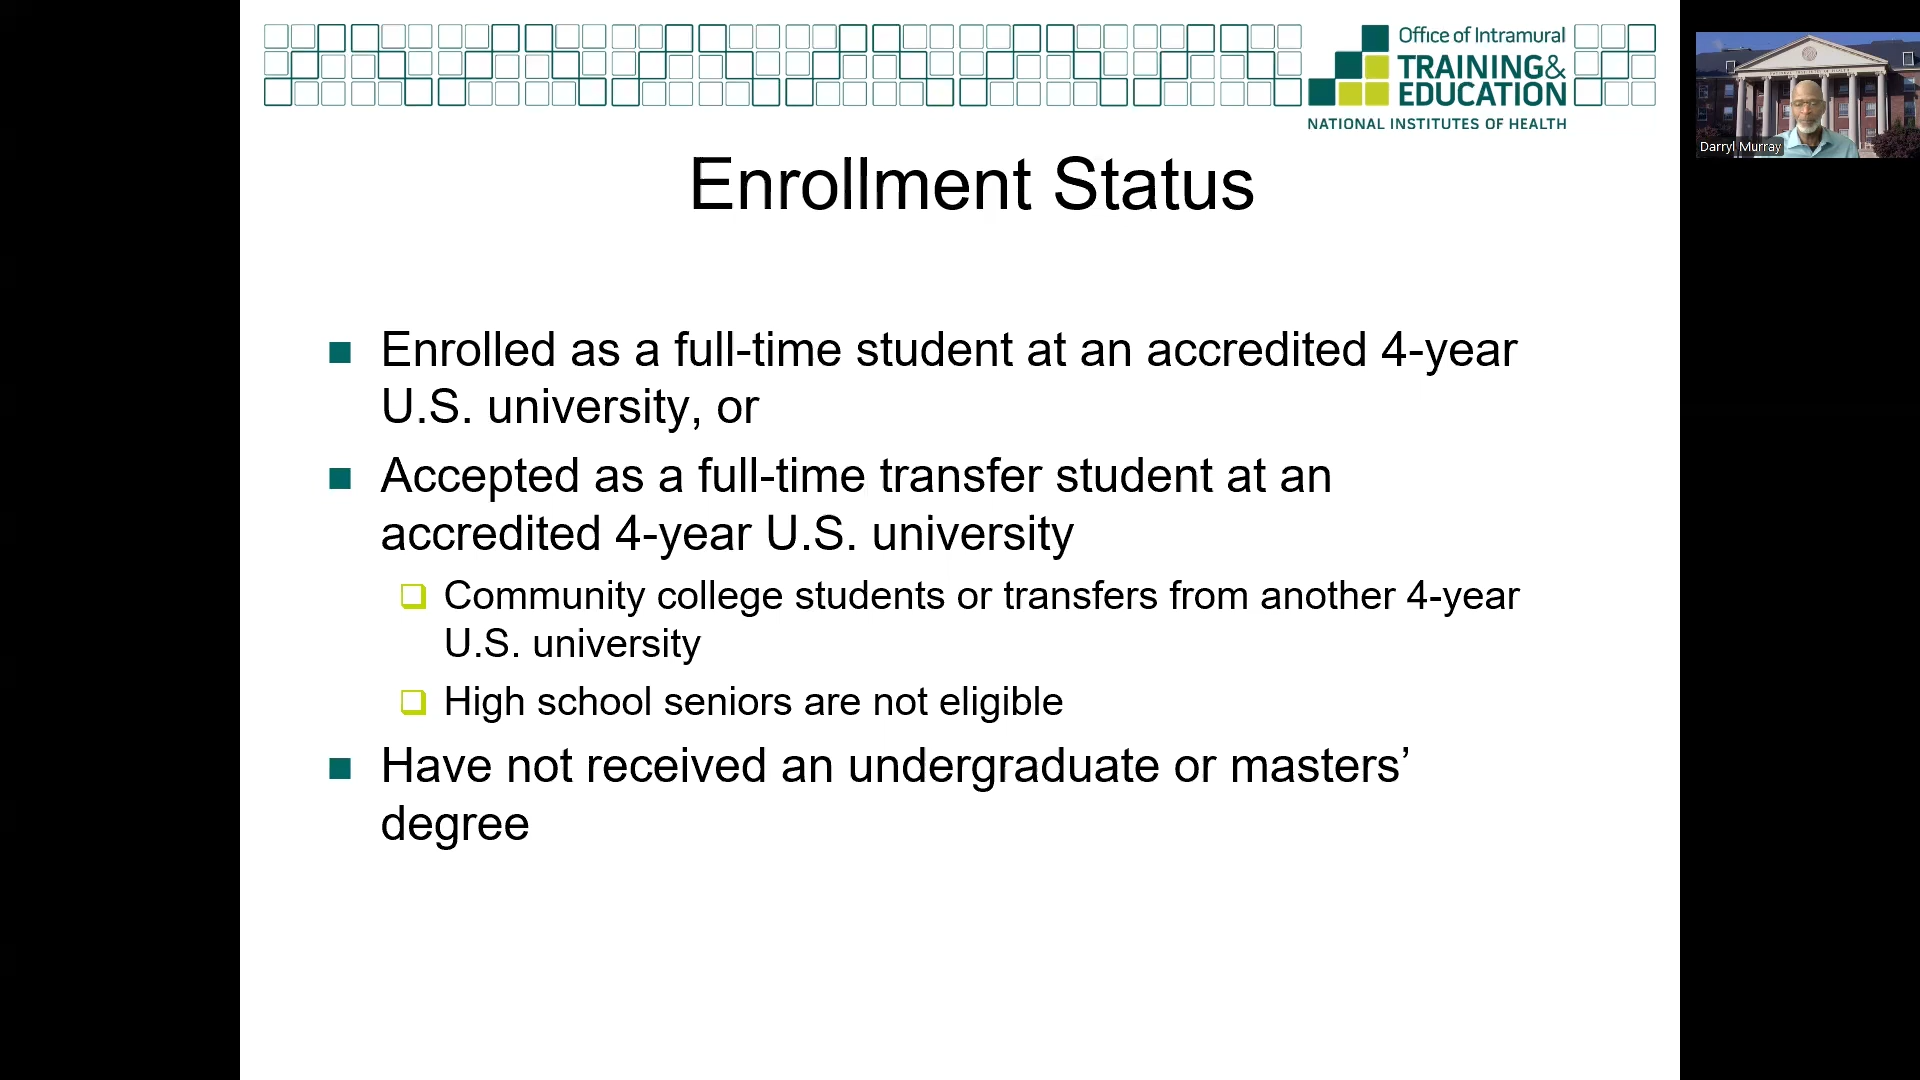 Office of Intramural
TRAINING&
EDUCATION
NATIONAL INSTITUTES OF HEALTH
Darryl Murray
Enrollment Status
Enrolled as a full-time student at an accredited 4-year
U.S. university, or
Accepted as a full-time transfer student at an
accredited 4-year U.S. university
Community college students or transfers from another 4-year
U.S. university
High school seniors are not eligible
Have not received an undergraduate or masters’
degree